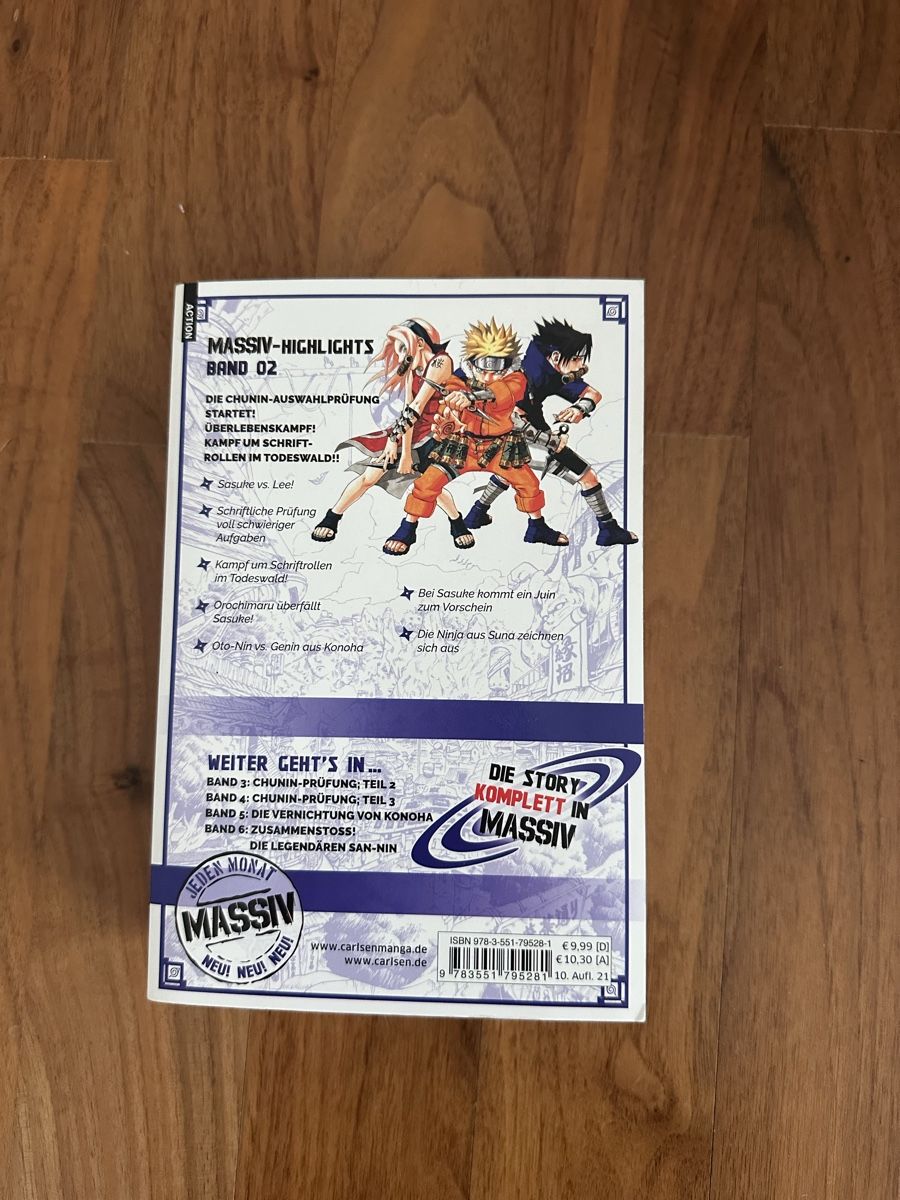 ACTION
MASSIV-HIGHLIGHTS
BAND 02
DIE CHUNIN-AUSWAHLPRÜFUNG
STARTET!
ÜBERLEBENSKAMPF!
KAMPF UM SCHRIFT-
ROLLEN IM TODESWALD!!
Sasuke vs. Lee!
Schriftliche Prüfung
voll schwieriger
Aufgaben
Kampf um Schriftrollen
im Todeswald!
Orochimaru überfällt
Sasuke!
Oto-Nin vs. Genin aus Konoha
Bei Sasuke kommt ein Juin
zum Vorschein
Die Ninja aus Suna zeichnen
sich aus
WEITER GEHT'S IN ...
BAND 3: CHUNIN-PRÜFUNG; TEIL 2
BAND 4: CHUNIN-PRÜFUNG; TEIL 3
BAND 5: DIE VERNICHTUNG VON KONOHA
BAND 6: ZUSAMMENSTOSS!
DIE LEGENDÄREN SAN-NIN
DIE STORY
KOMPLETT IN
MASSIV
JEDEN MONAT
MASSIV
NEU! NEU! NEU!
www.carlsenmanga.de
www.carlsen.de
ISBN 978-3-551-79528-1
€ 9,99 [D]
€ 10,30 [A]
9 783551 795281
10. Aufl. 21